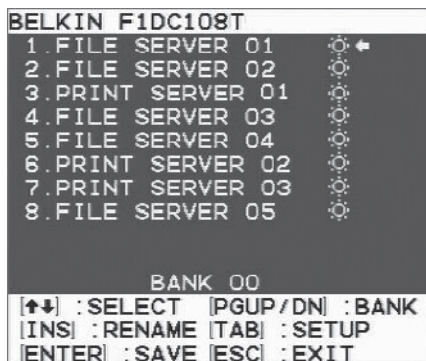 BELKIN F1DC108T
1.FILE SERVER 01
2.FILE SERVER 02
3.PRINT SERVER 01
4.FILE SERVER 03
5.FILE SERVER 04
6.PRINT SERVER 02
7.PRINT SERVER 03
8.FILE SERVER 05
BANK 00
[↑↓] :SELECT [PGUP/DN] :BANK
[INS] :RENAME [TAB] :SETUP
[ENTER] :SAVE [ESC] :EXIT